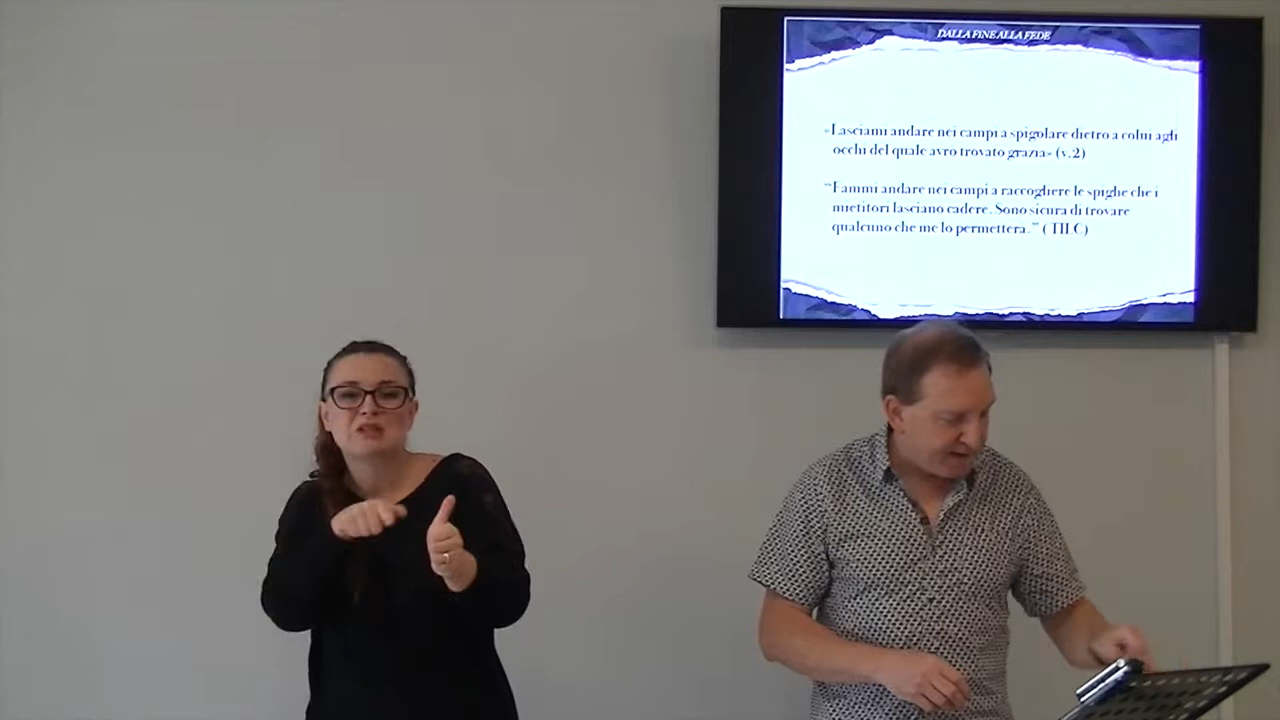 DALLA FINE ALLA FEDE
«Lasciami andare nei campi a spigolare dietro a colui agli
occhi del quale avrò trovato grazia» (v.2)
"Fammi andare nei campi a raccogliere le spighe che i
mietitori lasciano cadere. Sono sicura di trovare
qualcuno che me lo permetterà." (TILC)